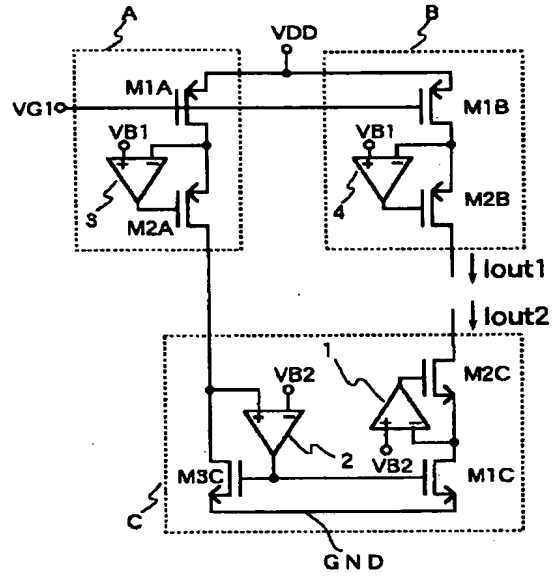 A
B
VDD
M1A
M1B
VG1
VB1
+ −
VB1
+ −
3
M2A
4
M2B
Iout1
Iout2
1
M2C
VB2
+ −
+ −
VB2
2
M3C
M1C
C
GND